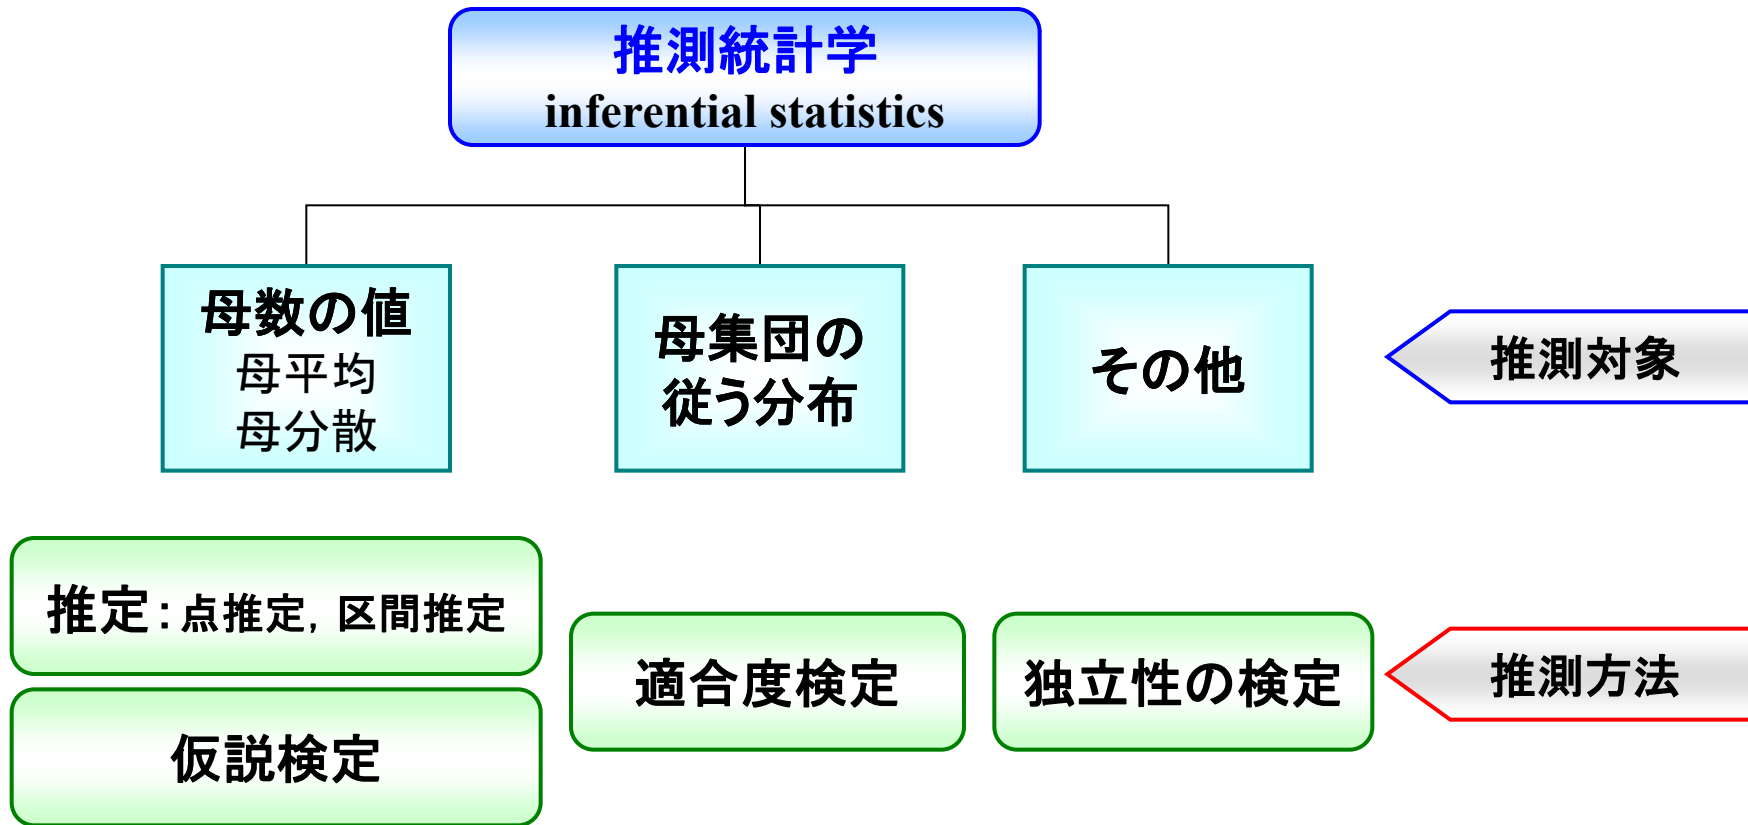 推測統計学
inferential statistics
母数の値
母平均
母分散
母集団の
従う分布
その他
推測対象
推定：点推定，区間推定
仮説検定
適合度検定
独立性の検定
推測方法